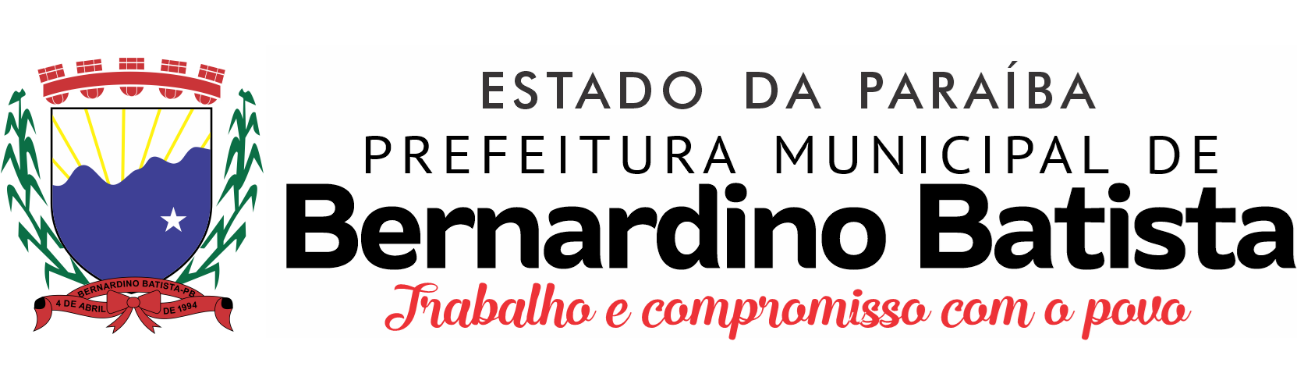 ESTADO DA PARAÍBA
PREFEITURA MUNICIPAL DE
Bernardino Batista
Trabalho e compromisso com o povo
BERNARDINO BATISTA-PB
4 DE ABRIL DE 1994